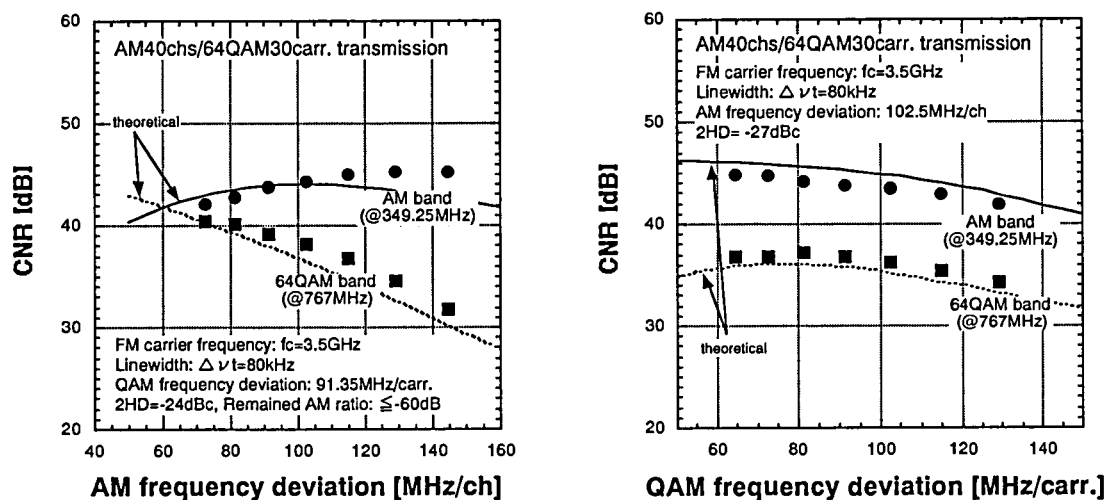 60
50
40
30
20
CNR [dB]
AM40chs/64QAM30carr. transmission
theoretical
AM band
(@349.25MHz)
64QAM band
(@767MHz)
FM carrier frequency: fc=3.5GHz
Linewidth: Δνt=80kHz
QAM frequency deviation: 91.35MHz/carr.
2HD=-24dBc, Remained AM ratio: ≦-60dB
40 60 80 100 120 140 160
AM frequency deviation [MHz/ch]
60
50
40
30
20
CNR [dB]
AM40chs/64QAM30carr. transmission
FM carrier frequency: fc=3.5GHz
Linewidth: Δνt=80kHz
AM frequency deviation: 102.5MHz/ch
2HD= -27dBc
AM band
(@349.25MHz)
64QAM band
(@767MHz)
theoretical
60 80 100 120 140
QAM frequency deviation [MHz/carr.]